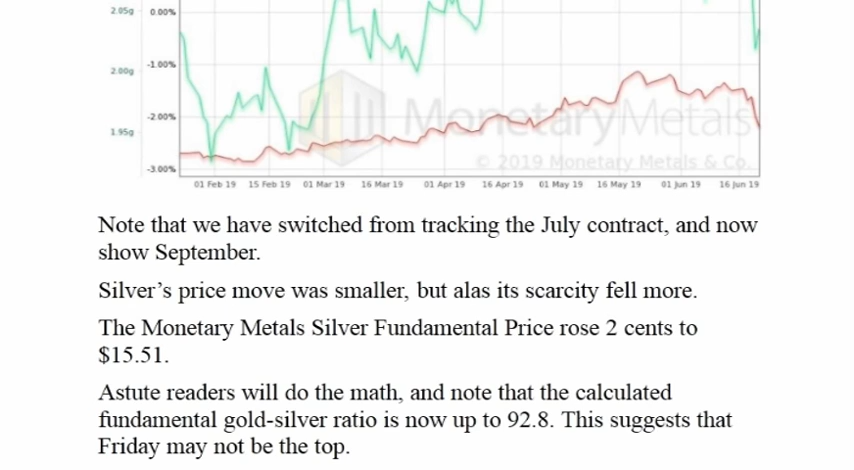 2.05g
0.00%
2.00g
-1.00%
-2.00%
1.95g
-3.00%
Monetary Metals
© 2019 Monetary Metals & Co.
01 Feb 19 15 Feb 19 01 Mar 19 16 Mar 19 01 Apr 19 16 Apr 19 01 May 19 16 May 19 01 Jun 19 16 Jun 19
Note that we have switched from tracking the July contract, and now
show September.
Silver’s price move was smaller, but alas its scarcity fell more.
The Monetary Metals Silver Fundamental Price rose 2 cents to
$15.51.
Astute readers will do the math, and note that the calculated
fundamental gold-silver ratio is now up to 92.8. This suggests that
Friday may not be the top.